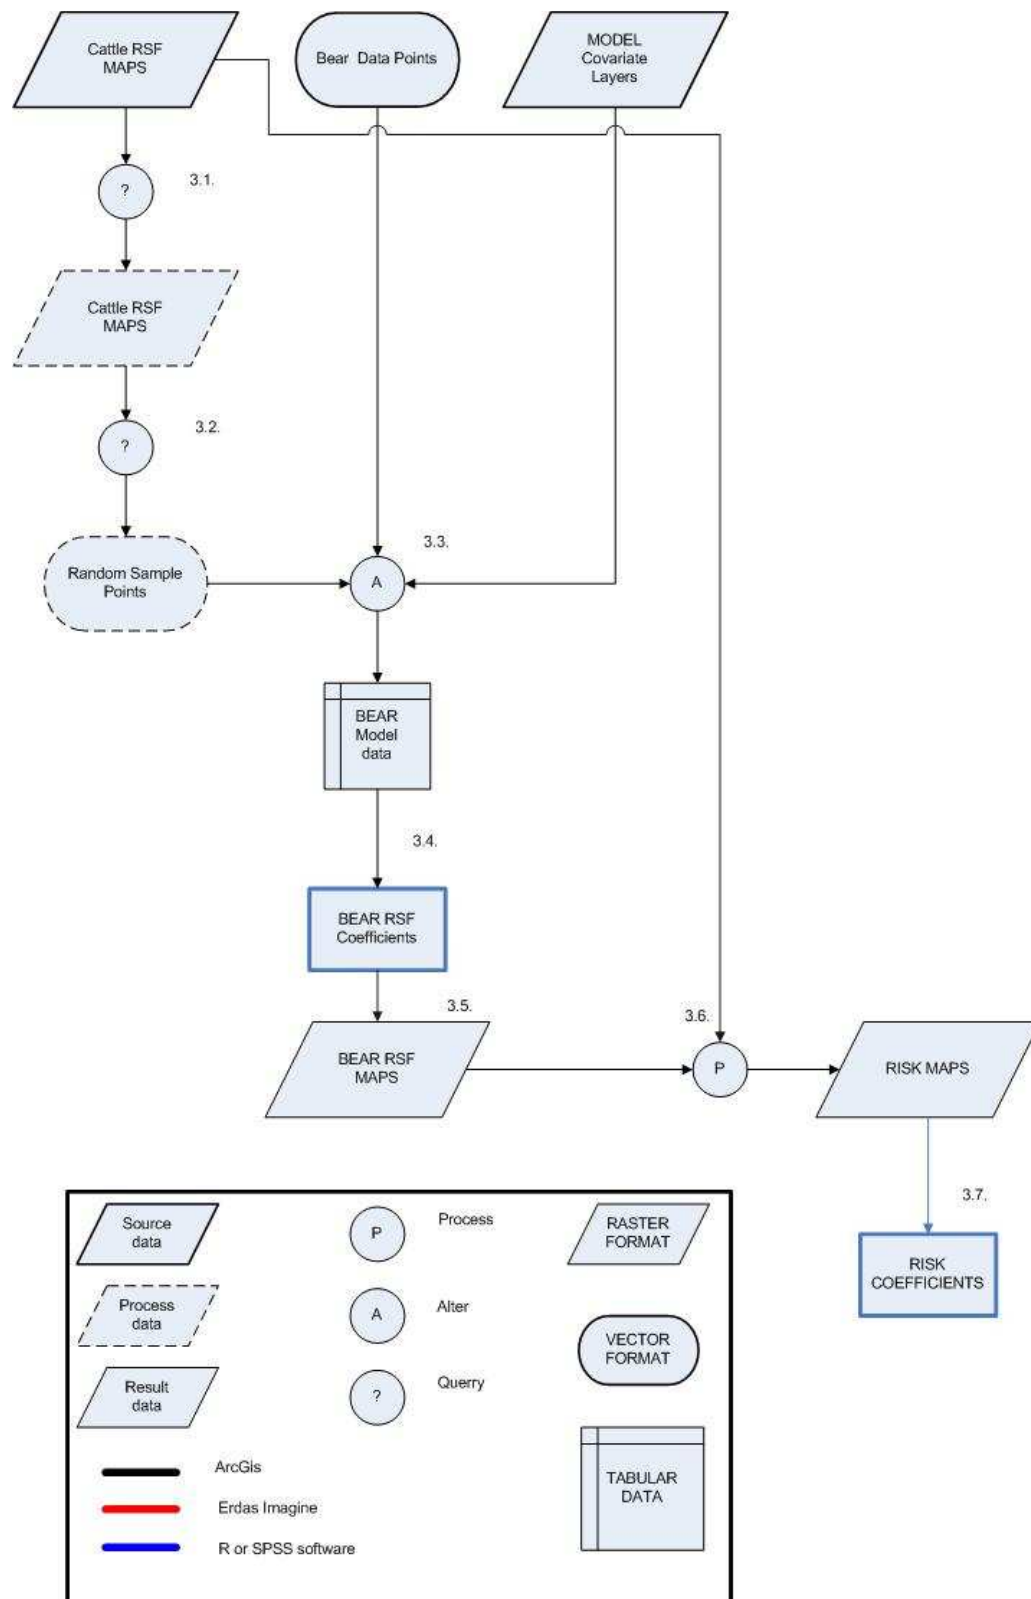 Cattle RSF
MAPS
Bear Data Points
MODEL
Covariate
Layers
?
3.1.
Cattle RSF
MAPS
?
3.2.
Random Sample
Points
A
3.3.
BEAR
Model
data
3.4.
BEAR RSF
Coefficients
3.5.
BEAR RSF
MAPS
3.6.
P
RISK MAPS
3.7.
RISK
COEFFICIENTS
Source
data
P
Process
RASTER
FORMAT
Process
data
A
Alter
VECTOR
FORMAT
Result
data
?
Querry
ArcGis
TABULAR
DATA
Erdas Imagine
R or SPSS software